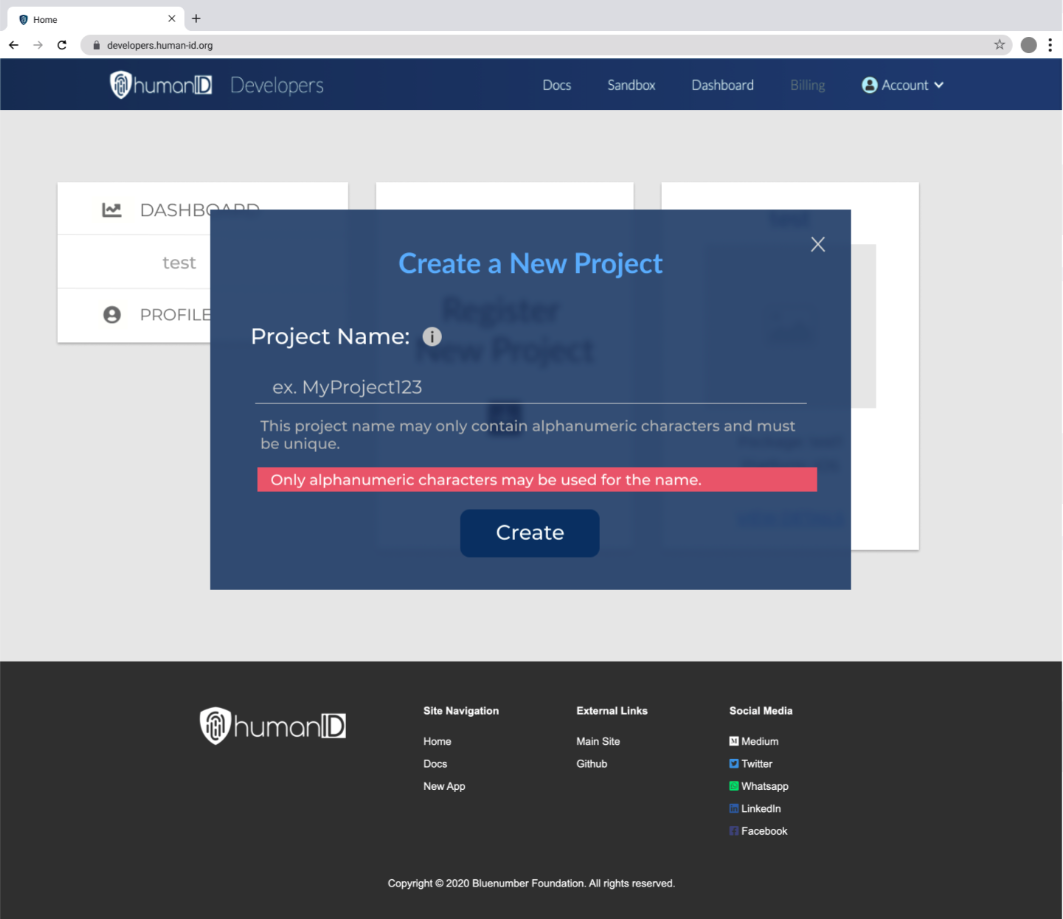 Home
developers.human-id.org
humanID Developers
Docs
Sandbox
Dashboard
Billing
Account
DASHBOARD
test
PROFILE
Create a New Project
Register
New Project
Project Name:
ex. MyProject123
This project name may only contain alphanumeric characters and must
be unique.
Only alphanumeric characters may be used for the name.
Create
humanID
Site Navigation
Home
Docs
New App
External Links
Main Site
Github
Social Media
Medium
Twitter
Whatsapp
LinkedIn
Facebook
Copyright © 2020 Bluenumber Foundation. All rights reserved.